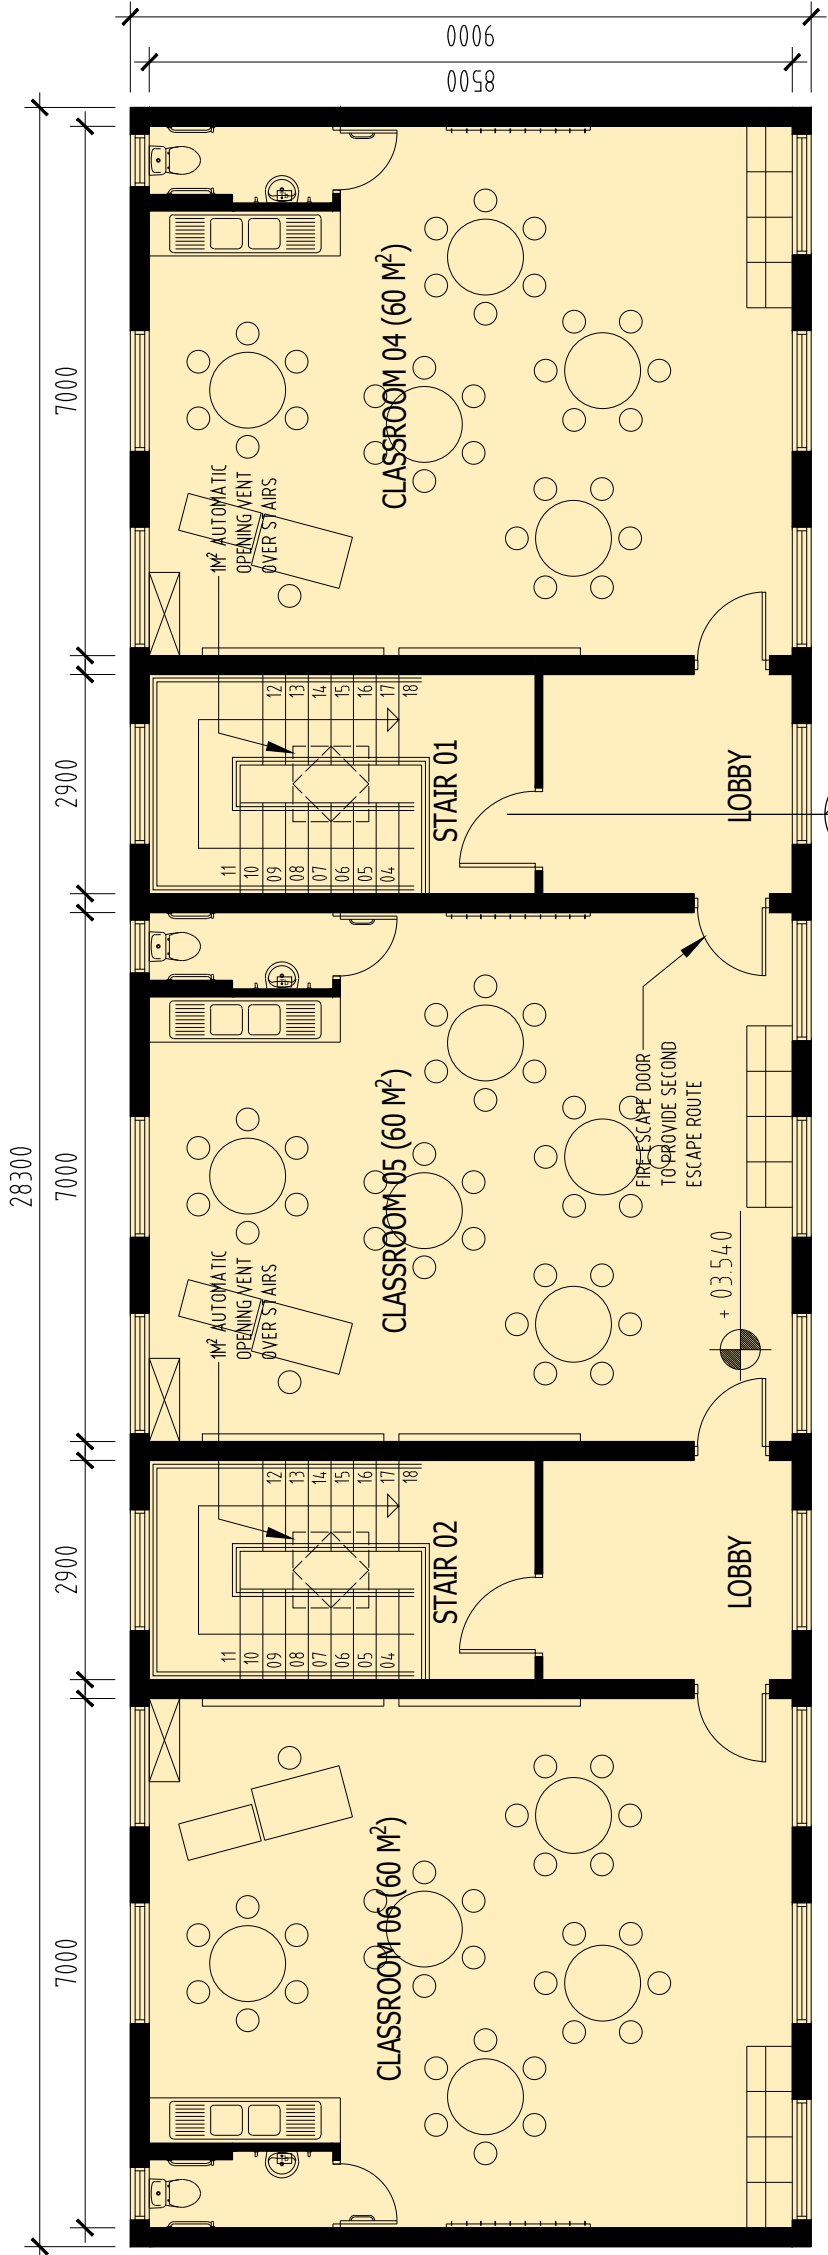 9000
8500
28300
7000
2900
7000
2900
7000
CLASSROOM 04 (60 M²)
1M² AUTOMATIC
OPENING VENT
OVER STAIRS
12
13
14
15
16
17
18
11
10
09
08
07
06
05
04
STAIR 01
LOBBY
CLASSROOM 05 (60 M²)
FIRE ESCAPE DOOR
TO PROVIDE SECOND
ESCAPE ROUTE
+ 03.540
1M² AUTOMATIC
OPENING VENT
OVER STAIRS
12
13
14
15
16
17
18
11
10
09
08
07
06
05
04
STAIR 02
LOBBY
CLASSROOM 06 (60 M²)